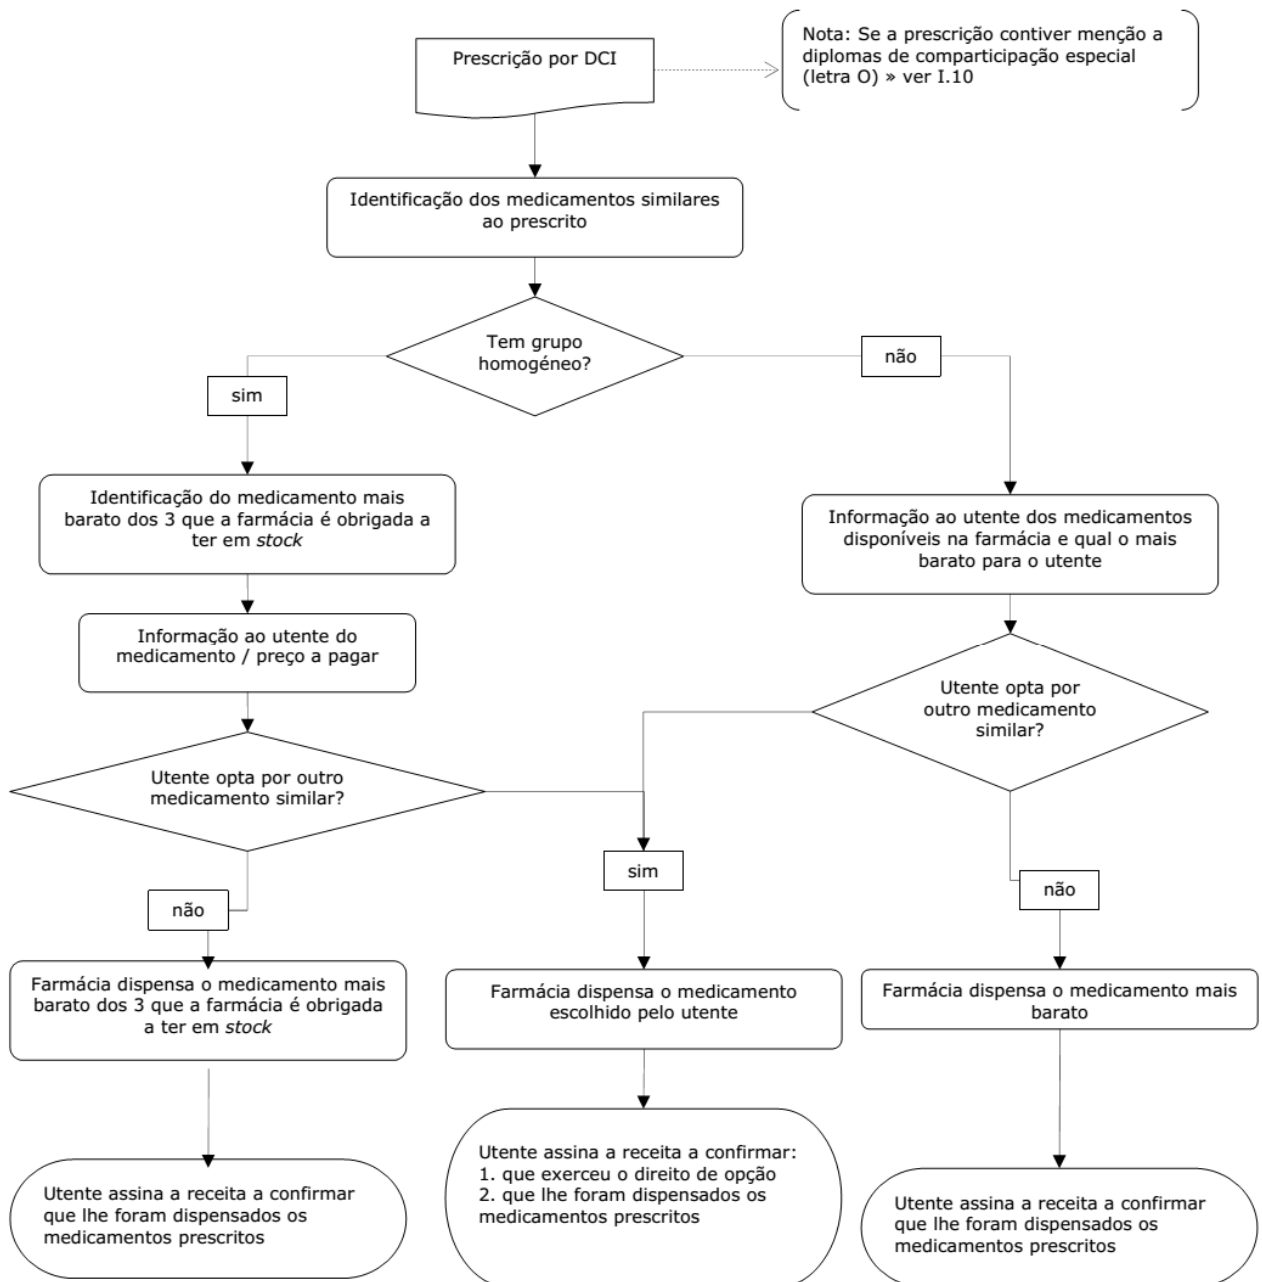 Prescrição por DCI
Nota: Se a prescrição contiver menção a
diplomas de comparticipação especial
(letra O) » ver I.10
Identificação dos medicamentos similares
ao prescrito
Tem grupo
homogéneo?
não
sim
Identificação do medicamento mais
barato dos 3 que a farmácia é obrigada a
ter em stock
Informação ao utente dos medicamentos
disponíveis na farmácia e qual o mais
barato para o utente
Informação ao utente do
medicamento / preço a pagar
Utente opta por
outro medicamento
similar?
Utente opta por outro
medicamento similar?
sim
não
não
Farmácia dispensa o medicamento mais
barato dos 3 que a farmácia é obrigada
a ter em stock
Farmácia dispensa o medicamento
escolhido pelo utente
Farmácia dispensa o medicamento mais
barato
Utente assina a receita a confirmar
que lhe foram dispensados os
medicamentos prescritos
Utente assina a receita a confirmar:
1. que exerceu o direito de opção
2. que lhe foram dispensados os
medicamentos prescritos
Utente assina a receita a confirmar
que lhe foram dispensados os
medicamentos prescritos